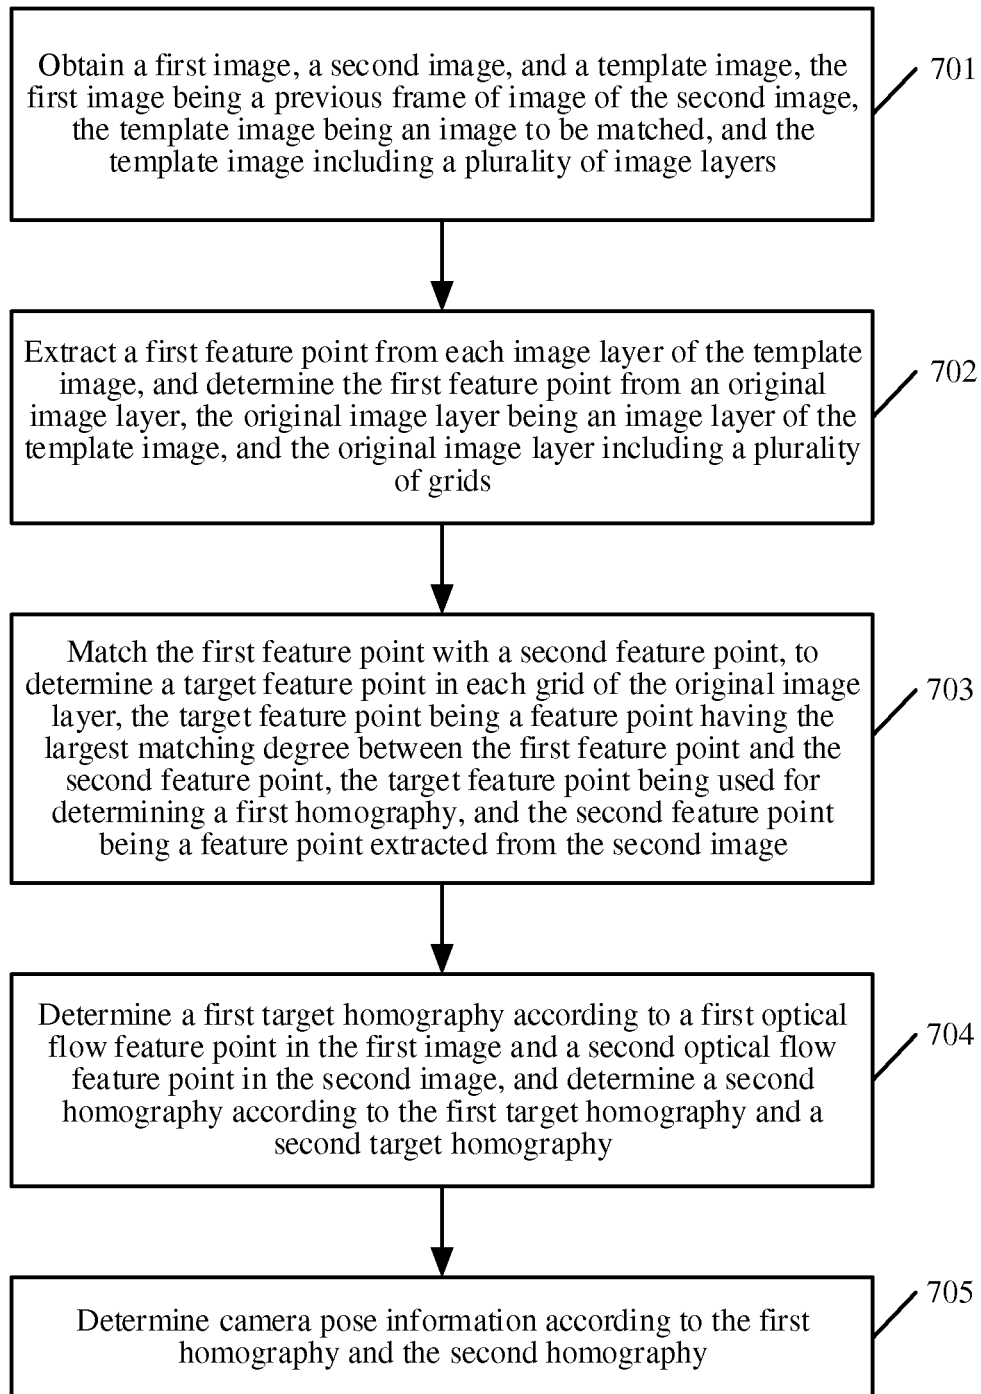 Obtain a first image, a second image, and a template image, the
first image being a previous frame of image of the second image,
the template image being an image to be matched, and the
template image including a plurality of image layers
701
Extract a first feature point from each image layer of the template
image, and determine the first feature point from an original
image layer, the original image layer being an image layer of the
template image, and the original image layer including a plurality
of grids
702
Match the first feature point with a second feature point, to
determine a target feature point in each grid of the original image
layer, the target feature point being a feature point having the
largest matching degree between the first feature point and the
second feature point, the target feature point being used for
determining a first homography, and the second feature point
being a feature point extracted from the second image
703
Determine a first target homography according to a first optical
flow feature point in the first image and a second optical flow
feature point in the second image, and determine a second
homography according to the first target homography and a
second target homography
704
Determine camera pose information according to the first
homography and the second homography
705